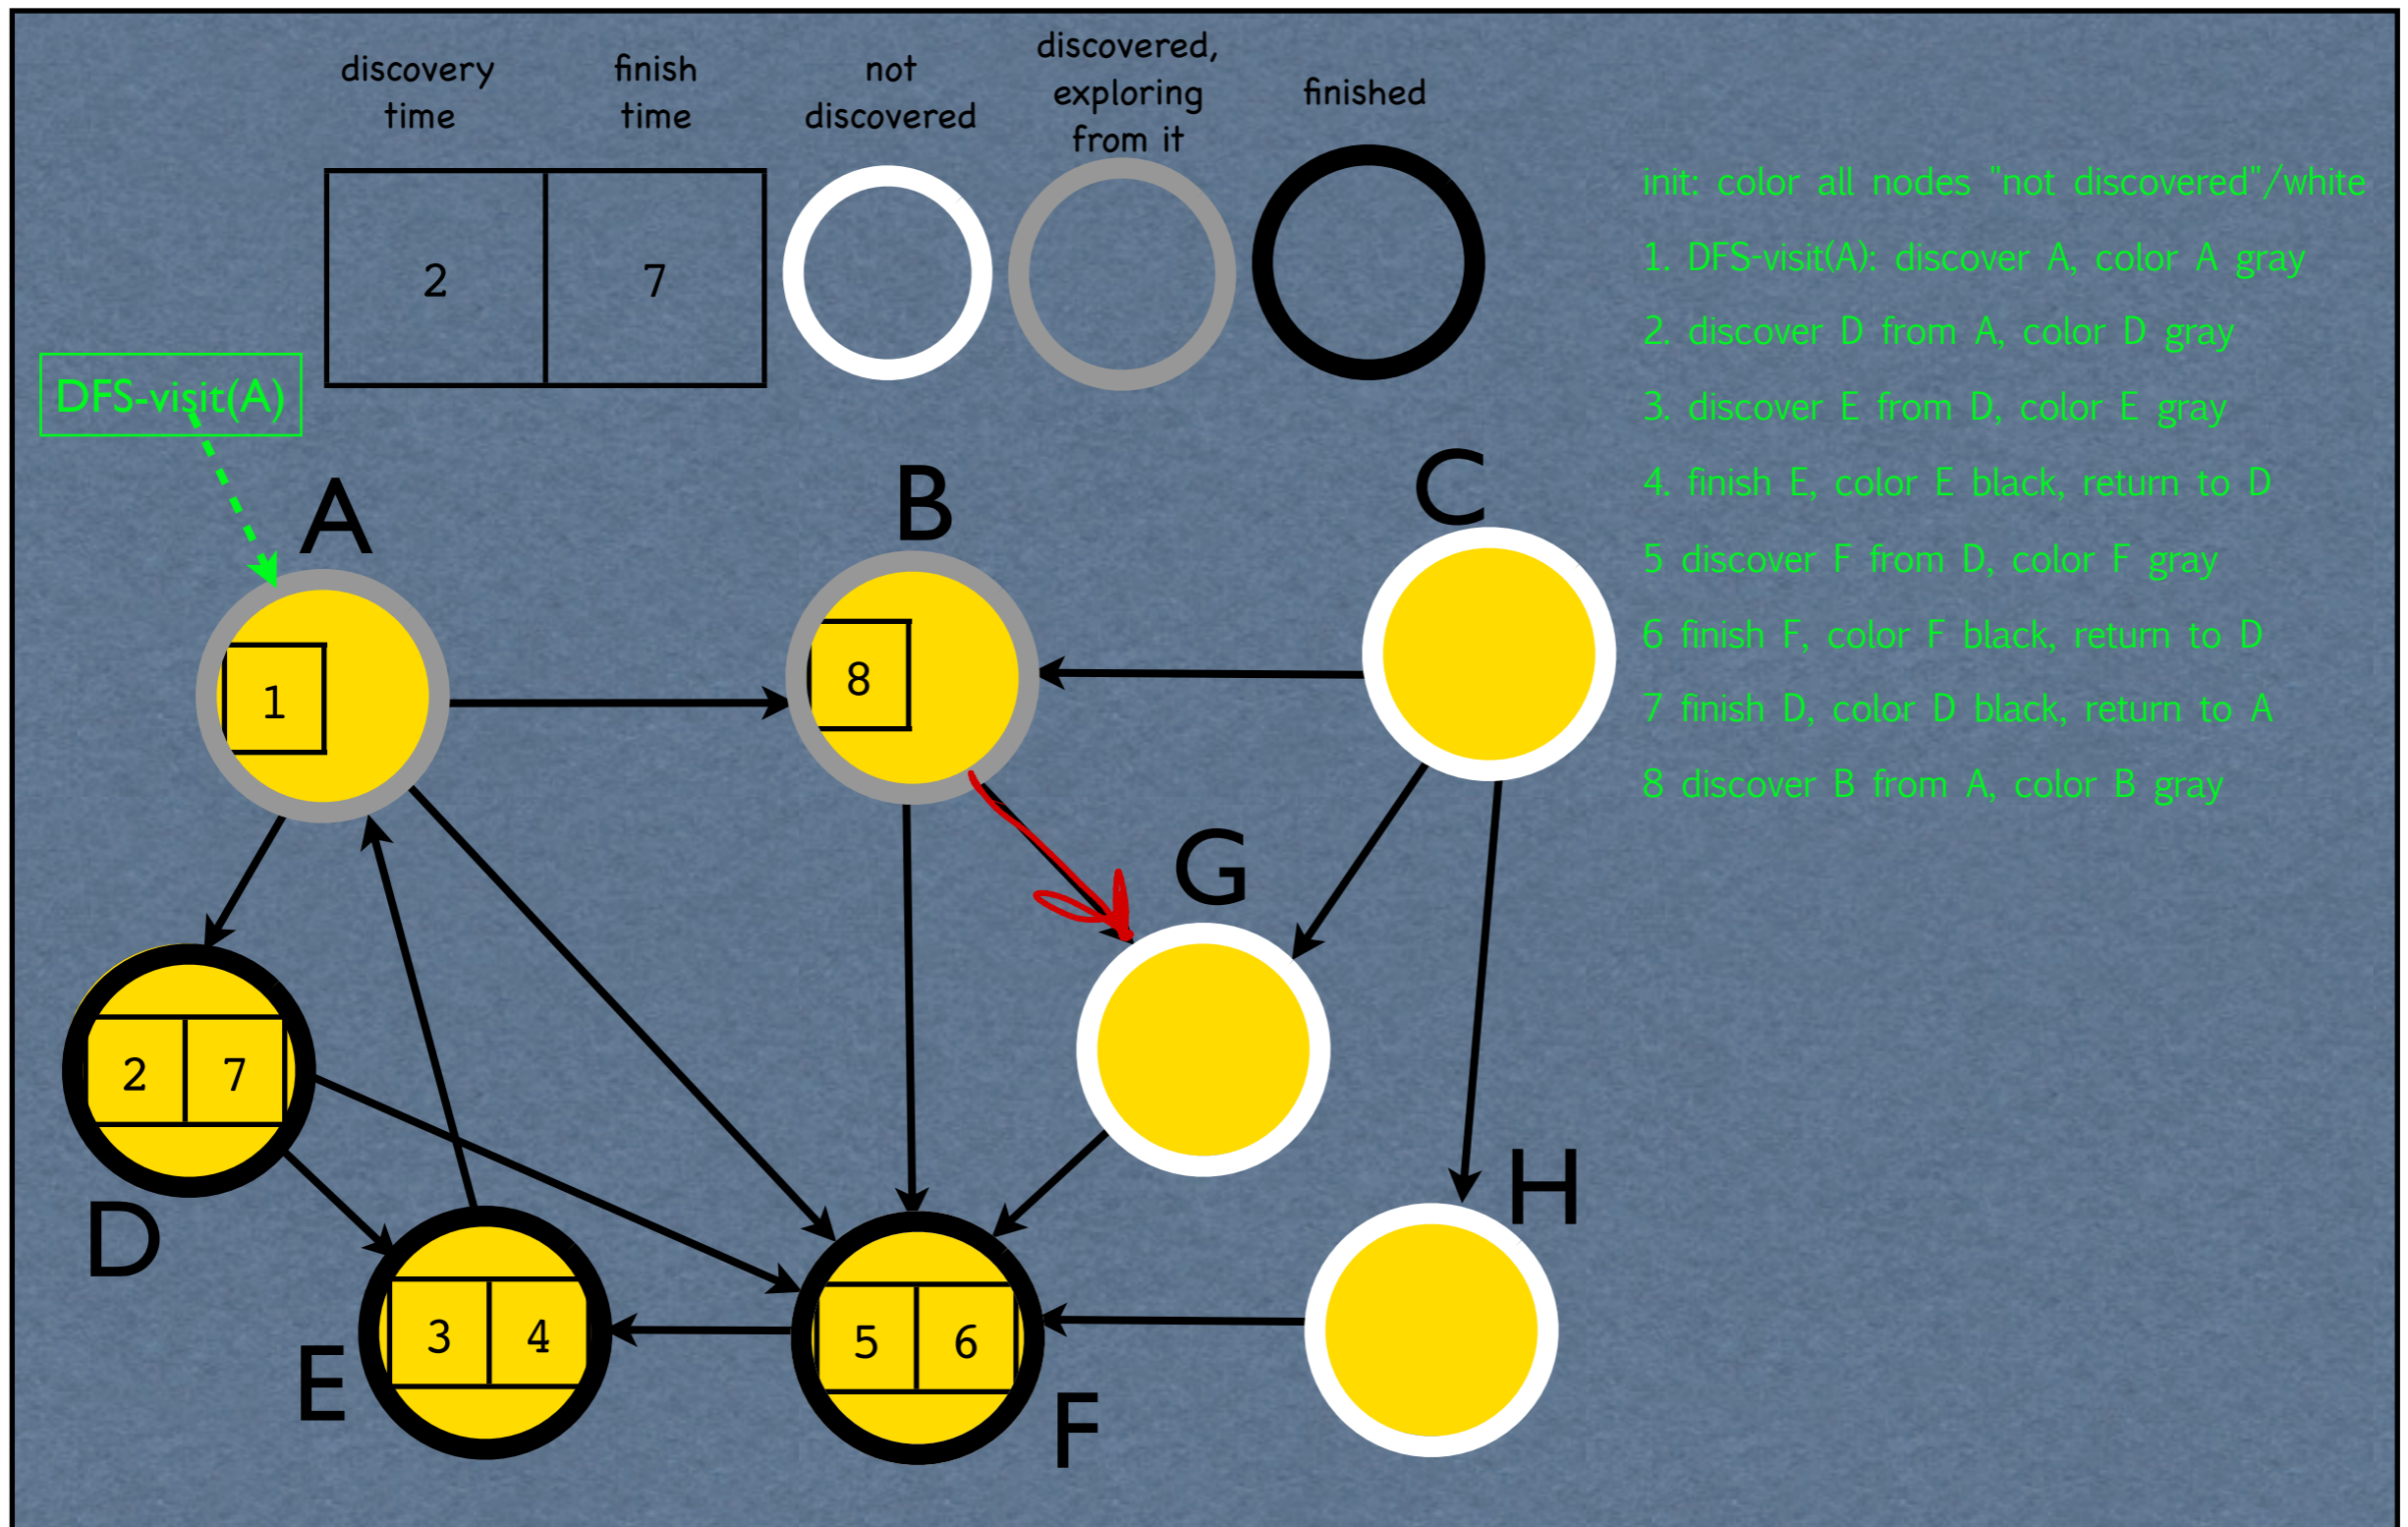 discovery
time
finish
time
not
discovered
discovered,
exploring
from it
finished
2
7
init: color all nodes "not discovered"/white
1. DFS-visit(A): discover A, color A gray
2. discover D from A, color D gray
3. discover E from D, color E gray
4. finish E, color E black, return to D
5 discover F from D, color F gray
6 finish F, color F black, return to D
7 finish D, color D black, return to A
8 discover B from A, color B gray
DFS-visit(A)
A
B
C
1
8
G
2
7
D
H
3
4
E
5
6
F